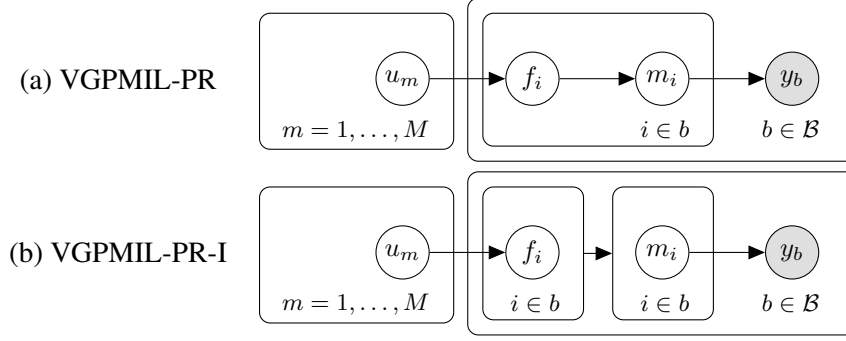 (a) VGPMIL-PR
u_m
f_i
m_i
y_b
m = 1, . . . , M
i ∈ b
b ∈ ℬ
(b) VGPMIL-PR-I
u_m
f_i
m_i
y_b
m = 1, . . . , M
i ∈ b
i ∈ b
b ∈ ℬ